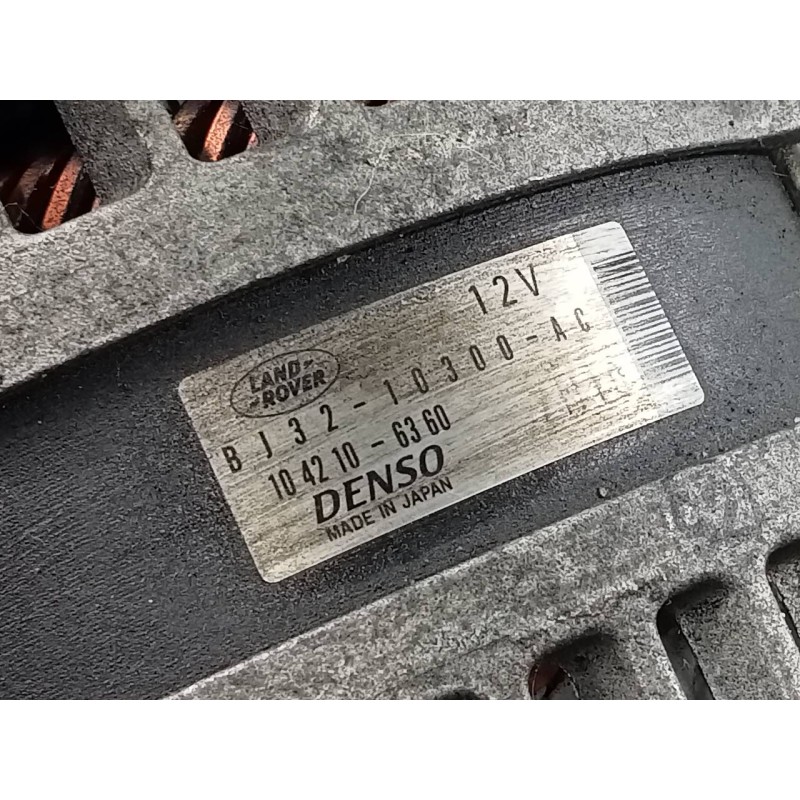 12V
LAND-
-ROVER
BJ32-10300-AC
104210-6360
DENSO
MADE IN JAPAN